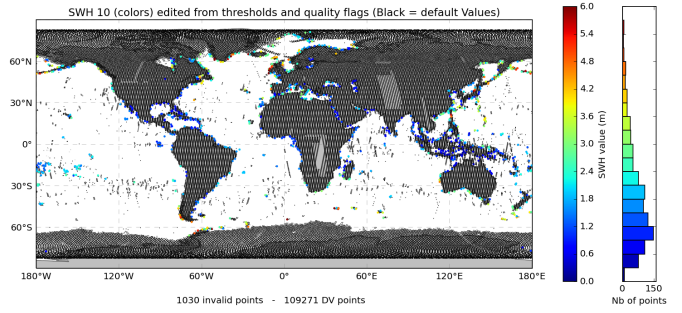 SWH 10 (colors) edited from thresholds and quality flags (Black = default Values)
60°N
30°N
0°
30°S
60°S
180°W 120°W 60°W 0° 60°E 120°E 180°E
1030 invalid points - 109271 DV points
6.0
5.4
4.8
4.2
3.6
3.0
2.4
1.8
1.2
0.6
0.0
SWH value (m)
0 150
Nb of points